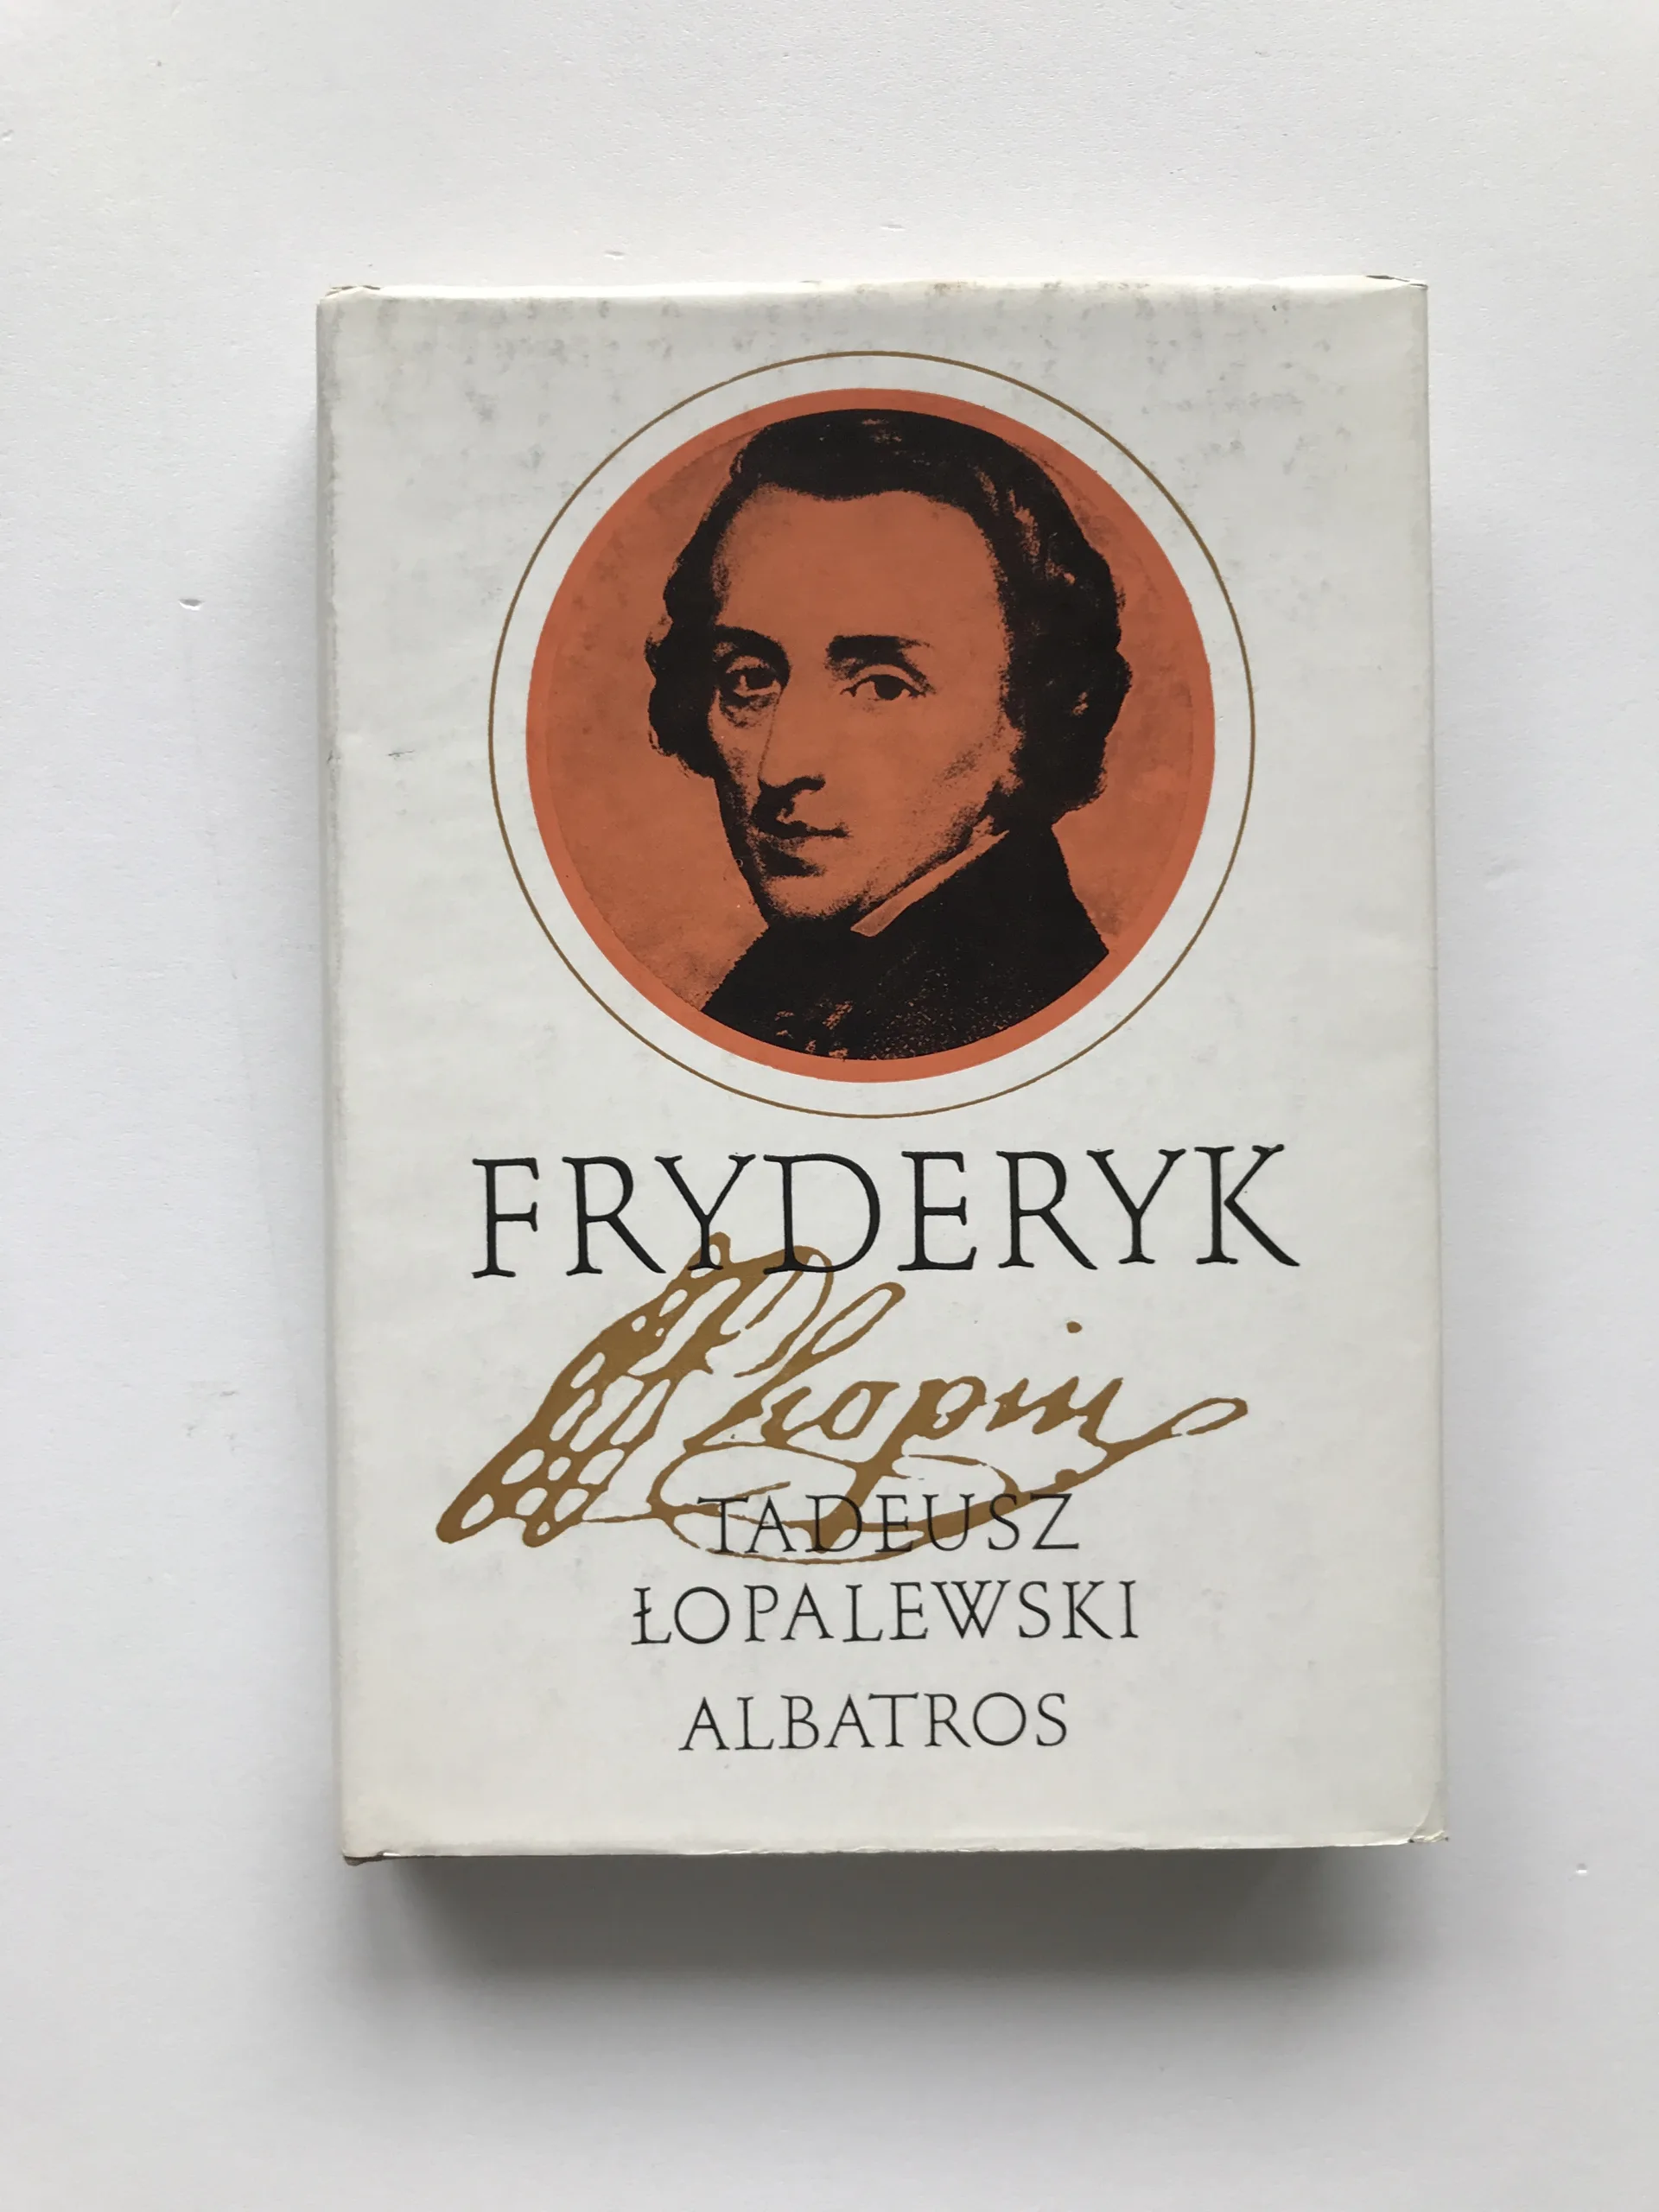 FRYDERYK
Chopin
TADEUSZ
ŁOPALEWSKI
ALBATROS